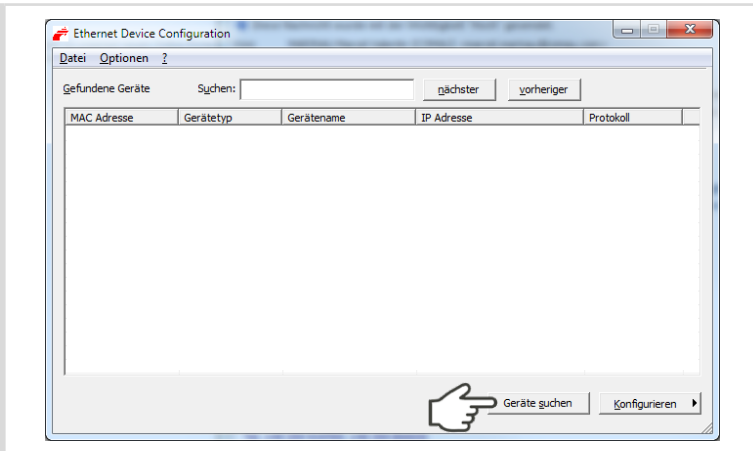 Ethernet Device Configuration
Datei Optionen ?
Gefundene Geräte Suchen: nächster vorheriger
MAC Adresse Gerätetyp Gerätename IP Adresse Protokoll
Geräte suchen Konfigurieren